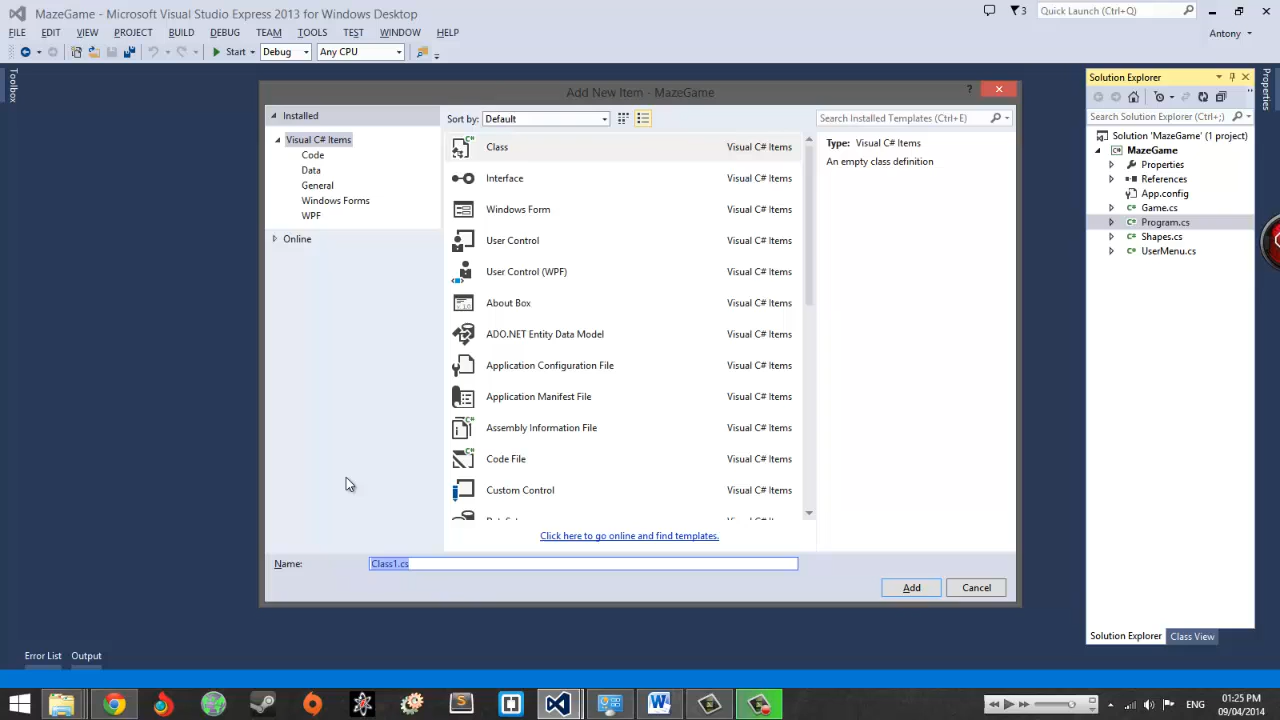 MazeGame - Microsoft Visual Studio Express 2013 for Windows Desktop
3
Quick Launch (Ctrl+Q)
FILE EDIT VIEW PROJECT BUILD DEBUG TEAM TOOLS TEST WINDOW HELP
Antony
Start Debug Any CPU
Toolbox
Add New Item - MazeGame
?
Installed
Sort by: Default
Search Installed Templates (Ctrl+E)
Visual C# Items
Code
Data
General
Windows Forms
WPF
Online
Class Visual C# Items
Interface Visual C# Items
Windows Form Visual C# Items
User Control Visual C# Items
User Control (WPF) Visual C# Items
About Box Visual C# Items
ADO.NET Entity Data Model Visual C# Items
Application Configuration File Visual C# Items
Application Manifest File Visual C# Items
Assembly Information File Visual C# Items
Code File Visual C# Items
Custom Control Visual C# Items
Click here to go online and find templates.
Type: Visual C# Items
An empty class definition
Name: Class1.cs
Add Cancel
Solution Explorer
Search Solution Explorer (Ctrl+;)
Solution 'MazeGame' (1 project)
MazeGame
Properties
References
App.config
Game.cs
Program.cs
Shapes.cs
UserMenu.cs
Properties
Solution Explorer Class View
Error List Output
01:25 PM
09/04/2014